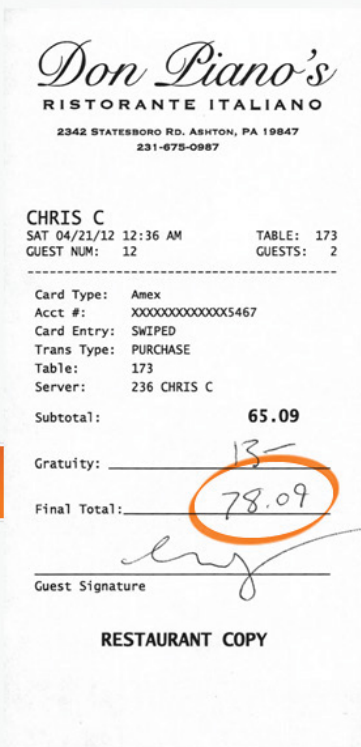 Don Piano's
RISTORANTE ITALIANO
2342 STATESBORO RD. ASHTON, PA 19847
231-675-0987
CHRIS C
SAT 04/21/12 12:36 AM TABLE: 173
GUEST NUM: 12 GUESTS: 2
Card Type: Amex
Acct #: XXXXXXXXXXXXX5467
Card Entry: SWIPED
Trans Type: PURCHASE
Table: 173
Server: 236 CHRIS C
Subtotal: 65.09
Gratuity: 13-
Final Total: 78.09
Guest Signature
RESTAURANT COPY